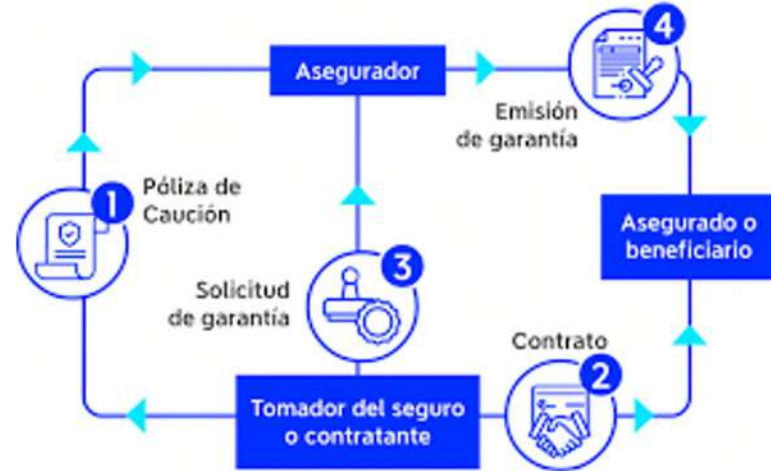 4
Asegurador
Emisión
de garantía
1
Póliza de
Caución
Asegurado o
beneficiario
3
Solicitud
de garantía
Contrato
2
Tomador del seguro
o contratante